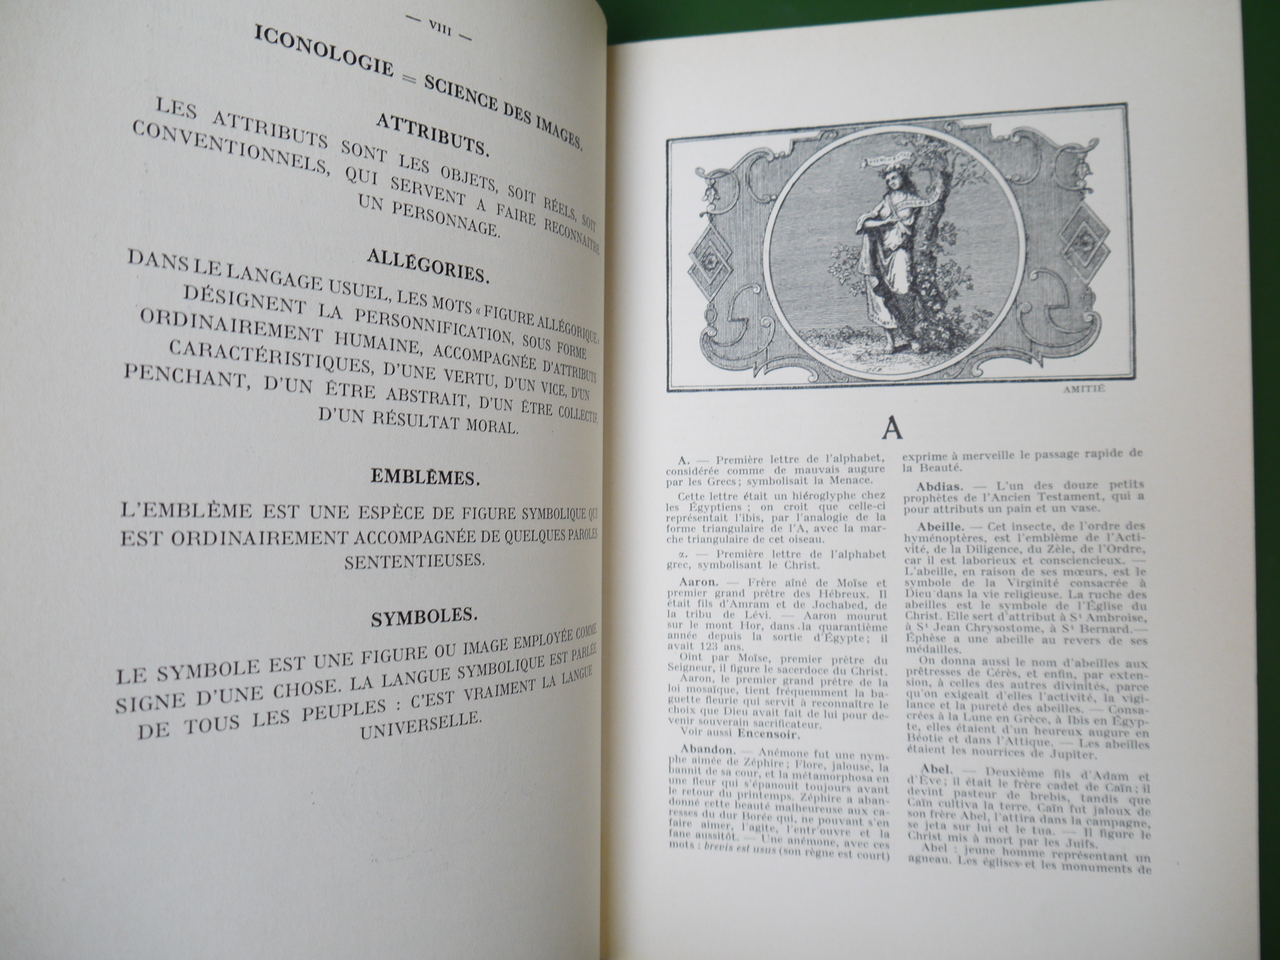 — VIII —
ICONOLOGIE = SCIENCE DES IMAGES.
ATTRIBUTS.
LES ATTRIBUTS SONT LES OBJETS, SOIT RÉELS, SOIT
CONVENTIONNELS, QUI SERVENT A FAIRE RECONNAITRE
UN PERSONNAGE.
ALLÉGORIES.
DANS LE LANGAGE USUEL, LES MOTS « FIGURE ALLÉGORIQUE »
DÉSIGNENT LA PERSONNIFICATION, SOUS FORME
ORDINAIREMENT HUMAINE, ACCOMPAGNÉE D'ATTRIBUTS
CARACTÉRISTIQUES, D'UNE VERTU, D'UN VICE, D'UN
PENCHANT, D'UN ÊTRE ABSTRAIT, D'UN ÊTRE COLLECTIF,
D'UN RÉSULTAT MORAL.
EMBLÊMES.
L'EMBLÊME EST UNE ESPÈCE DE FIGURE SYMBOLIQUE QUI
EST ORDINAIREMENT ACCOMPAGNÉE DE QUELQUES PAROLES
SENTENTIEUSES.
SYMBOLES.
LE SYMBOLE EST UNE FIGURE OU IMAGE EMPLOYÉE COMME
SIGNE D'UNE CHOSE. LA LANGUE SYMBOLIQUE EST PARLÉE
DE TOUS LES PEUPLES : C'EST VRAIMENT LA LANGUE
UNIVERSELLE.
AMITIÉ
A
A. — Première lettre de l'alphabet,
considérée comme de mauvais augure
par les Grecs ; symbolisait la Menace.
Cette lettre était un hiéroglyphe chez
les Égyptiens ; on croit que celle-ci
représentait l'ibis, par l'analogie de la
forme triangulaire de l'A, avec la mar-
che triangulaire de cet oiseau.
α. — Première lettre de l'alphabet
grec, symbolisant le Christ.
Aaron. — Frère aîné de Moïse et
premier grand prêtre des Hébreux. Il
était fils d'Amram et de Jochabed, de
la tribu de Lévi. — Aaron mourut
sur le mont Hor, dans la quarantième
année depuis la sortie d'Égypte ; il
avait 123 ans.
Oint par Moïse, premier prêtre du
Seigneur, il figure le sacerdoce du Christ.
Aaron, le premier grand prêtre de la
loi mosaïque, tient fréquemment la ba-
guette fleurie qui servit à reconnaître le
choix que Dieu avait fait de lui pour de-
venir souverain sacrificateur.
Voir aussi Encensoir.
Abandon. — Anémone fut une nym-
phe aimée de Zéphire ; Flore, jalouse, la
bannit de sa cour, et la métamorphosa en
une fleur qui s'épanouit toujours avant
le retour du printemps. Zéphire a aban-
donné cette beauté malheureuse aux ca-
resses du dur Borée qui, ne pouvant s'en
faire aimer, l'agite, l'entr'ouvre et la
fane aussitôt. — Une anémone, avec ces
mots : brevis est usus (son règne est court)
exprime à merveille le passage rapide de
la Beauté.
Abdias. — L'un des douze petits
prophètes de l'Ancien Testament, qui a
pour attributs un pain et un vase.
Abeille. — Cet insecte, de l'ordre des
hyménoptères, est l'emblème de l'Acti-
vité, de la Diligence, du Zèle, de l'Ordre,
car il est laborieux et consciencieux. —
L'abeille, en raison de ses mœurs, est le
symbole de la Virginité consacrée à
Dieu dans la vie religieuse. La ruche des
abeilles est le symbole de l'Église du
Christ. Elle sert d'attribut à St Ambroise,
à St Jean Chrysostome, à St Bernard. —
Éphèse a une abeille au revers de ses
médailles.
On donna aussi le nom d'abeilles aux
prêtresses de Cérès, et enfin, par exten-
sion, à celles des autres divinités, parce
qu'on exigeait d'elles l'activité, la vigi-
lance et la pureté des abeilles. — Consa-
crées à la Lune en Grèce, à Ibis en Égyp-
te, elles étaient d'un heureux augure en
Béotie et dans l'Attique. — Les abeilles
étaient les nourrices de Jupiter.
Abel. — Deuxième fils d'Adam et
d'Ève ; il était le frère cadet de Caïn ; il
devint pasteur de brebis, tandis que
Caïn cultiva la terre. Caïn fut jaloux de
son frère Abel, l'attira dans la campagne,
se jeta sur lui et le tua. — Il figure le
Christ mis à mort par les Juifs.
Abel : jeune homme représentant un
agneau. Les églises et les monuments de